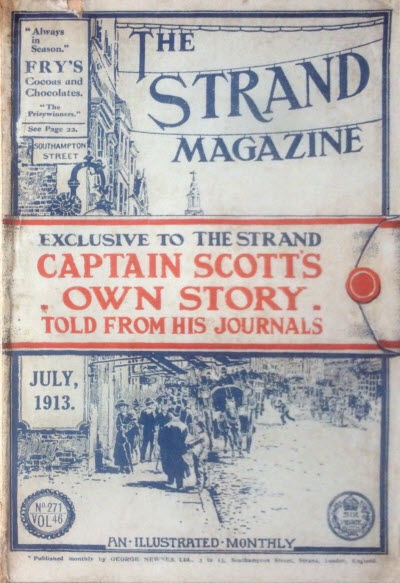 "Always
in
Season."
FRY'S
Cocoas and
Chocolates.
"The
Prizewinners."
See Page 22.
SOUTHAMPTON
STREET
THE
STRAND
MAGAZINE
EXCLUSIVE TO THE STRAND
CAPTAIN SCOTT'S
. OWN STORY .
TOLD FROM HIS JOURNALS
JULY,
1913.
No. 271
VOL 46
SIX
AN · ILLUSTRATED · MONTHLY
Published monthly by GEORGE NEWNES LTD., 3 to 13, Southampton Street, Strand, London, England.